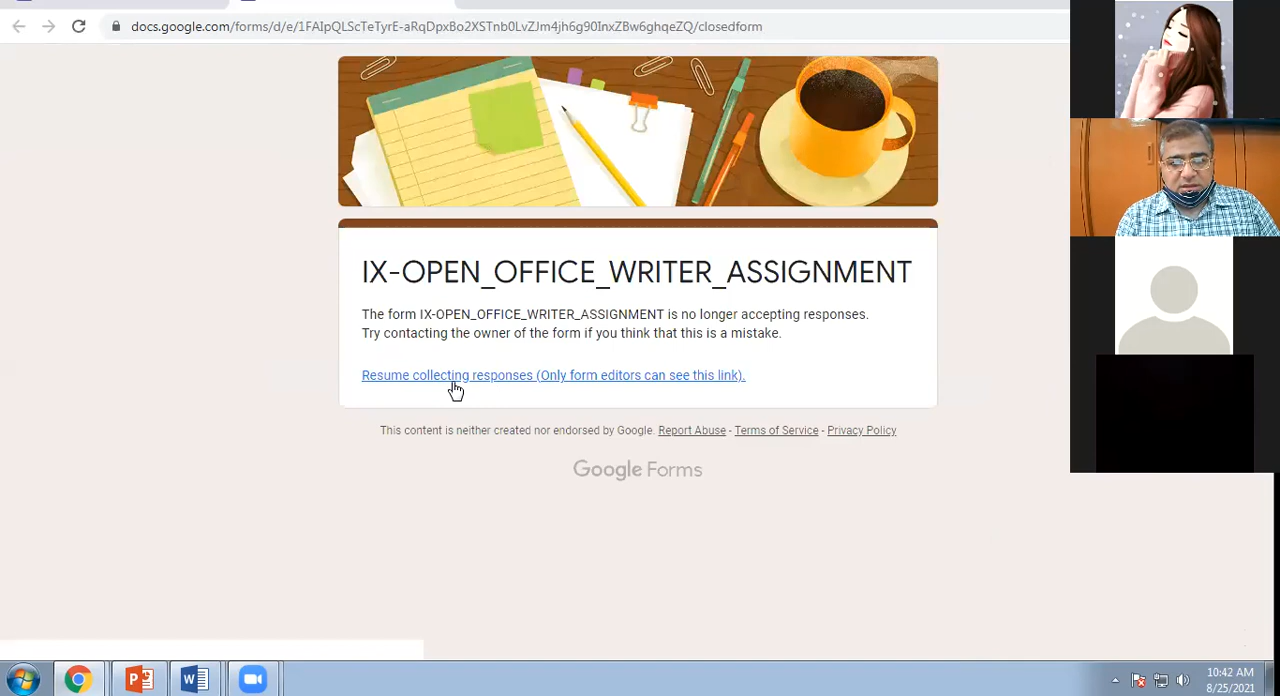 docs.google.com/forms/d/e/1FAIpQLScTeTyrE-aRqDpxBo2XSTnb0LvZJm4jh6g90InxZBw6ghqeZQ/closedform
IX-OPEN_OFFICE_WRITER_ASSIGNMENT
The form IX-OPEN_OFFICE_WRITER_ASSIGNMENT is no longer accepting responses.
Try contacting the owner of the form if you think that this is a mistake.
Resume collecting responses (Only form editors can see this link).
This content is neither created nor endorsed by Google. Report Abuse - Terms of Service - Privacy Policy
Google Forms
10:42 AM
8/25/2021